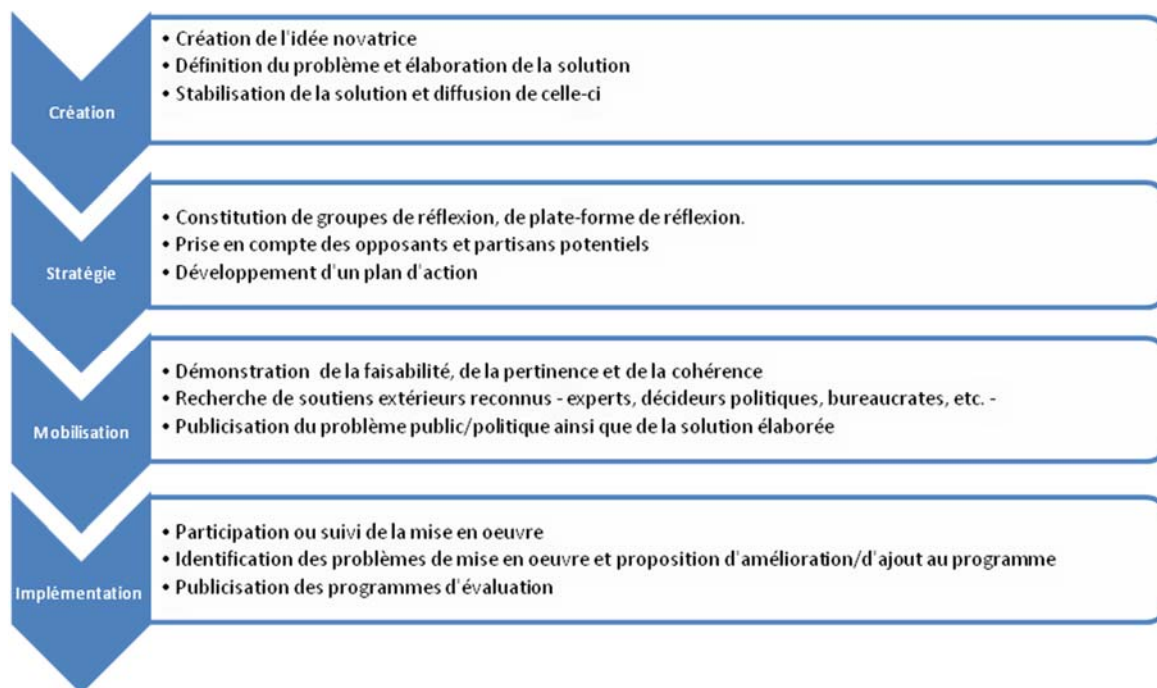 Création
• Création de l'idée novatrice
• Définition du problème et élaboration de la solution
• Stabilisation de la solution et diffusion de celle-ci
Stratégie
• Constitution de groupes de réflexion, de plate-forme de réflexion.
• Prise en compte des opposants et partisans potentiels
• Développement d'un plan d'action
Mobilisation
• Démonstration de la faisabilité, de la pertinence et de la cohérence
• Recherche de soutiens extérieurs reconnus - experts, décideurs politiques, bureaucrates, etc. -
• Publicisation du problème public/politique ainsi que de la solution élaborée
Implémentation
• Participation ou suivi de la mise en oeuvre
• Identification des problèmes de mise en oeuvre et proposition d'amélioration/d'ajout au programme
• Publicisation des programmes d'évaluation